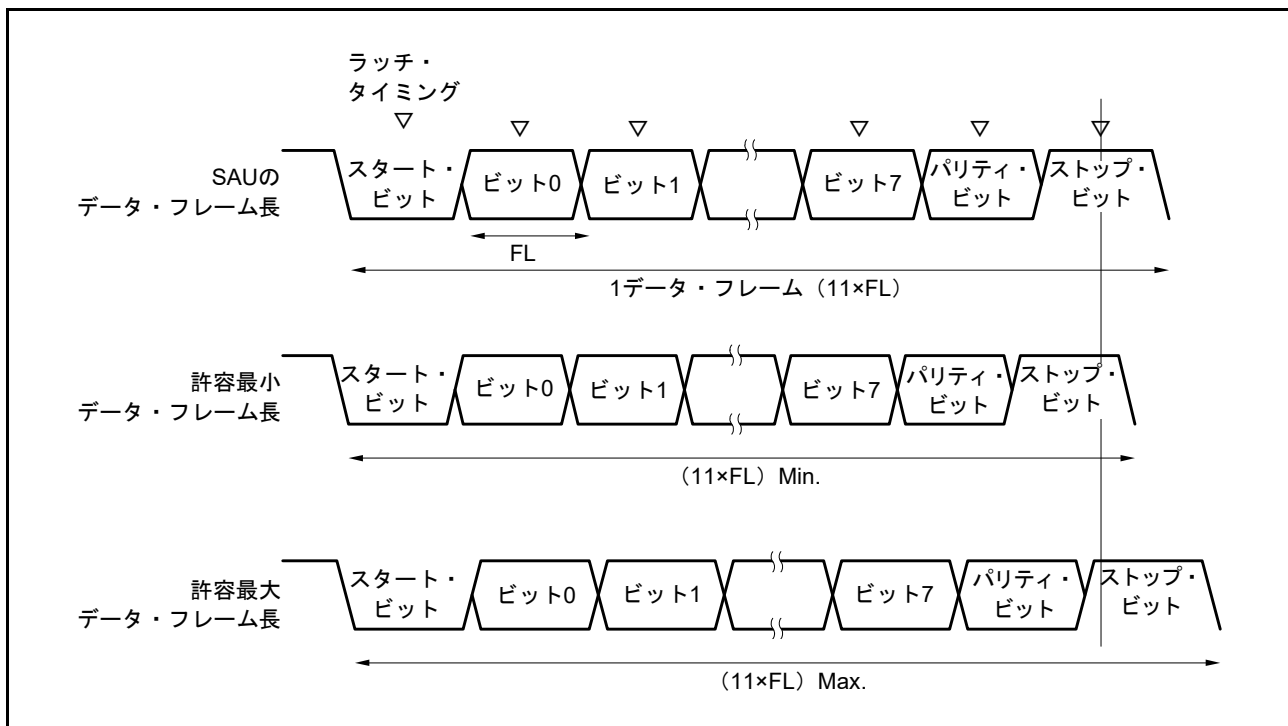 ラッチ・
タイミング
SAUの
データ・フレーム長
スタート・
ビット
ビット0
ビット1
ビット7
パリティ・
ビット
ストップ・
ビット
FL
1データ・フレーム（11×FL）
許容最小
データ・フレーム長
スタート・
ビット
ビット0
ビット1
ビット7
パリティ・
ビット
ストップ・
ビット
（11×FL）Min.
許容最大
データ・フレーム長
スタート・
ビット
ビット0
ビット1
ビット7
パリティ・
ビット
ストップ・
ビット
（11×FL）Max.